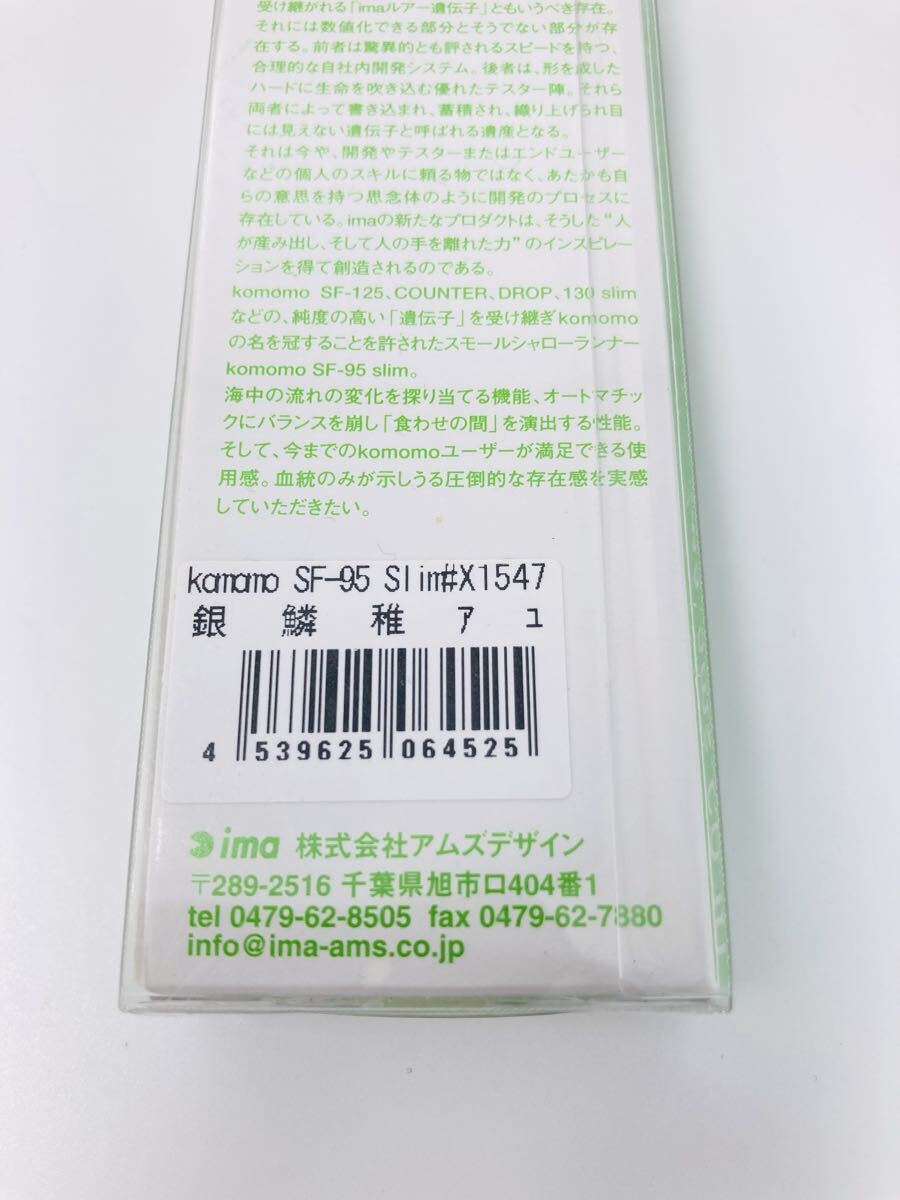 受け継がれる「imaルアー遺伝子」ともいうべき存在。
それには数値化できる部分とそうでない部分が存
在する。前者は驚異的とも評されるスピードを持つ、
合理的な自社内開発システム。後者は、形を成した
ハードに生命を吹き込む優れたテスター陣。それら
両者によって書き込まれ、蓄積され、織り上げられ目
には見えない遺伝子と呼ばれる遺産となる。
それは今や、開発やテスターまたはエンドユーザー
などの個人のスキルに頼る物ではなく、あたかも自
らの意思を持つ思念体のように開発のプロセスに
存在している。imaの新たなプロダクトは、そうした“人
が産み出し、そして人の手を離れた力”のインスピレー
ションを得て創造されるのである。
komomo SF-125、COUNTER、DROP、130 slim
などの、純度の高い「遺伝子」を受け継ぎkomomo
の名を冠することを許されたスモールシャローランナー
komomo SF-95 slim。
海中の流れの変化を探り当てる機能、オートマチッ
クにバランスを崩し「食わせの間」を演出する性能。
そして、今までのkomomoユーザーが満足できる使
用感。血統のみが示しうる圧倒的な存在感を実感
していただきたい。
komomo SF-95 Slim#X1547
銀鱗稚アユ
4 539625 064525
ima 株式会社アムズデザイン
〒289-2516 千葉県旭市ロ404番1
tel 0479-62-8505 fax 0479-62-7880
info@ima-ams.co.jp